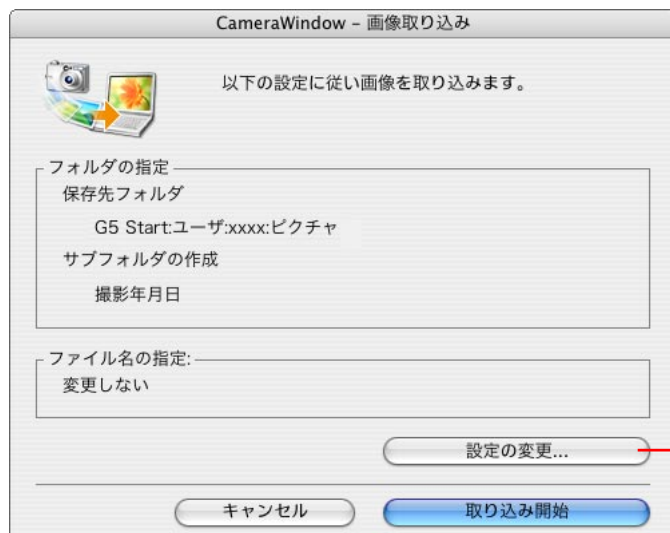 CameraWindow – 画像取り込み
以下の設定に従い画像を取り込みます。
フォルダの指定
保存先フォルダ
G5 Start:ユーザ:xxxx:ピクチャ
サブフォルダの作成
撮影年月日
ファイル名の指定:
変更しない
設定の変更...
キャンセル
取り込み開始